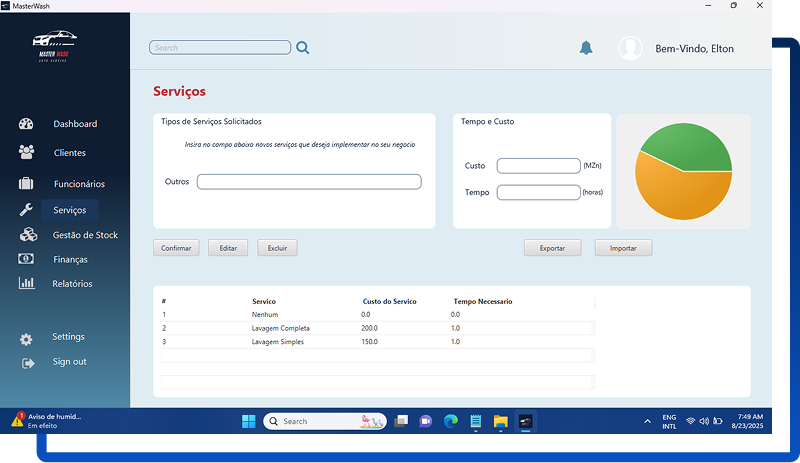 MasterWash
MASTER WASH
Search
Bem-Vindo, Elton
Dashboard
Clientes
Funcionários
Serviços
Gestão de Stock
Finanças
Relatórios
Settings
Sign out
Serviços
Tipos de Serviços Solicitados
Insira no campo abaixo novos serviços que deseja implementar no seu negocio
Outros
Tempo e Custo
Custo (MZn)
Tempo (horas)
Confirmar Editar Excluir Exportar Importar
# Servico Custo do Servico Tempo Necessario
1 Nenhum 0.0 0.0
2 Lavagem Completa 200.0 1.0
3 Lavagem Simples 150.0 1.0
1 Aviso de humid...
Em efeito
Search
ENG
INTL
7:49 AM
8/23/2025